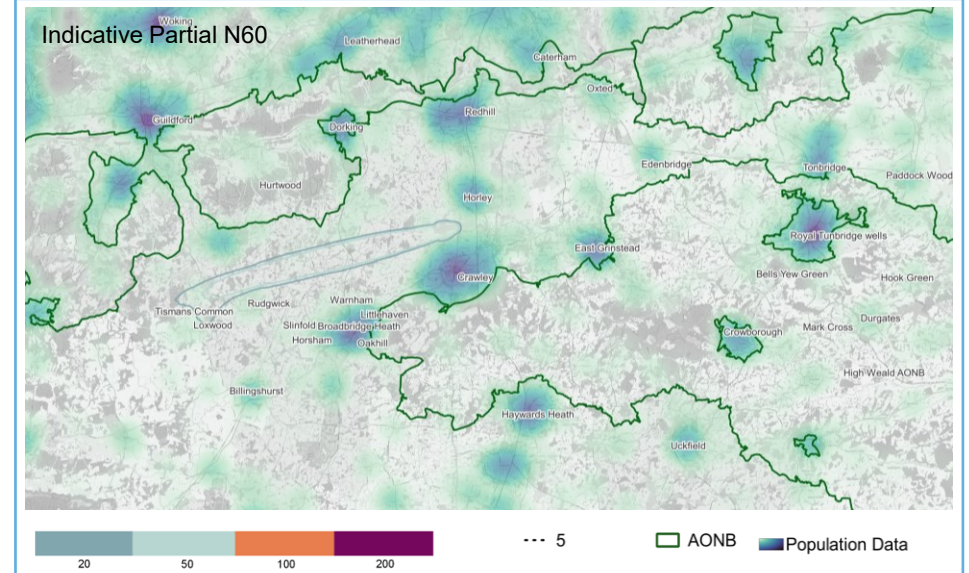 Woking
Indicative Partial N60
Leatherhead
Caterham
Oxted
Redhill
Guildford
Dorking
Edenbridge
Tonbridge
Paddock Wood
Hurtwood
Horley
Royal Tunbridge wells
East Grinstead
Crawley
Bells Yew Green
Hook Green
Warnham
Rudgwick
Tismans Common
Littlehaven
Loxwood
Slinfold
Broadbridge Heath
Durgates
Mark Cross
Crowborough
Horsham
Oakhill
High Weald AONB
Billingshurst
Haywards Heath
Uckfield
20 50 100 200
5
AONB
Population Data